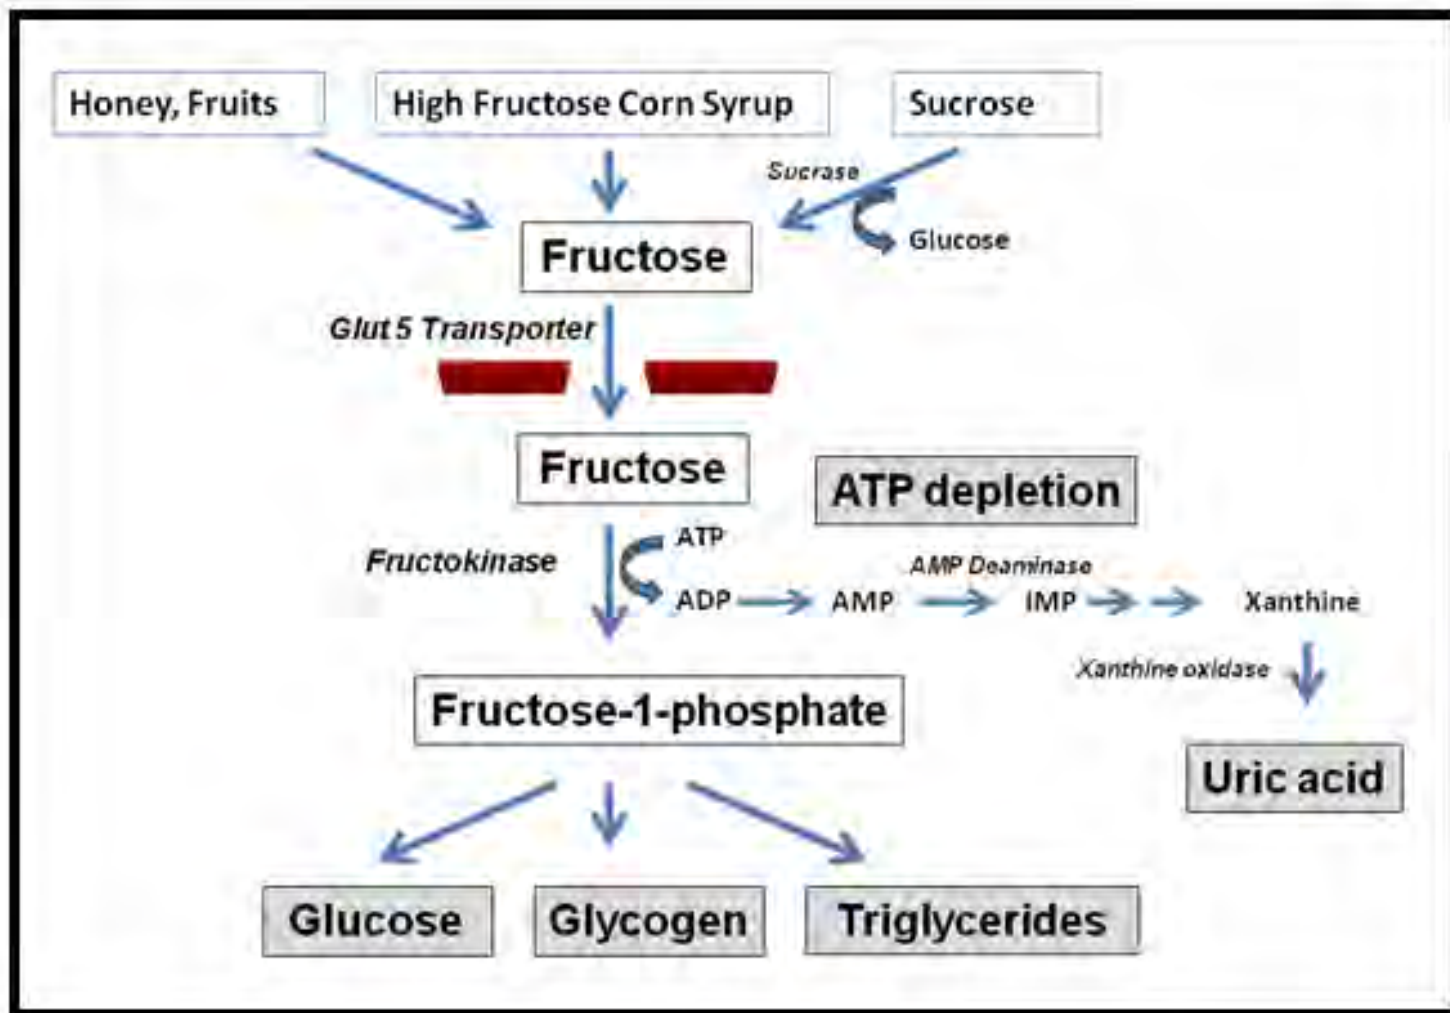 Honey, Fruits
High Fructose Corn Syrup
Sucrose
Sucrase
Glucose
Fructose
Glut 5 Transporter
Fructose
ATP depletion
Fructokinase
ATP
AMP Deaminase
ADP
AMP
IMP
Xanthine
Xanthine oxidase
Fructose-1-phosphate
Uric acid
Glucose
Glycogen
Triglycerides